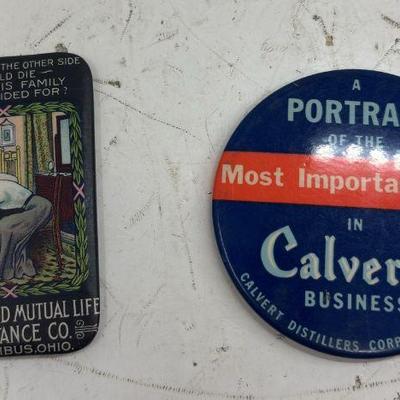 THE OTHER SIDE
LD DIE —
IS FAMILY
IDED FOR?
D MUTUAL LIFE
ANCE CO.
BUS, OHIO.
A
PORTRA
OF THE
Most Importa
IN
Calver
BUSINESS
CALVERT DISTILLERS CORP